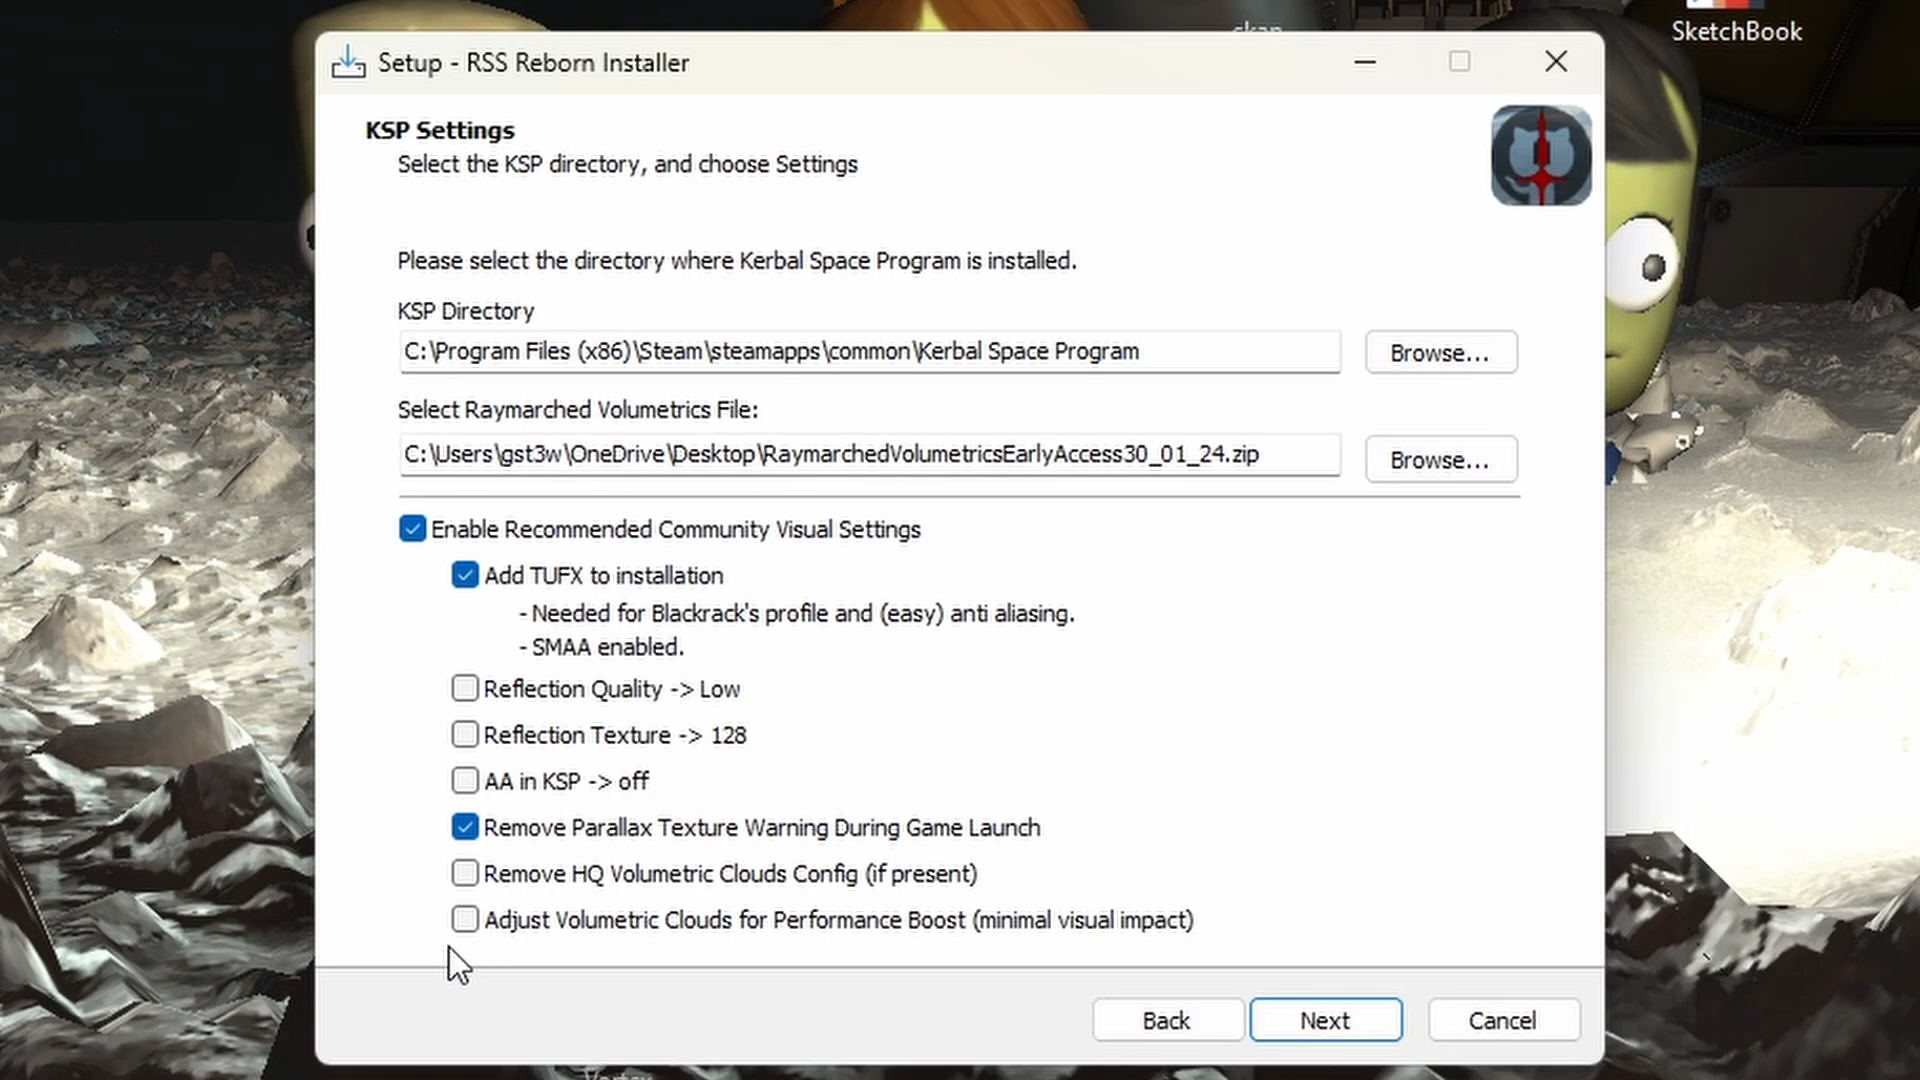 SketchBook
ckan
Setup - RSS Reborn Installer
KSP Settings
Select the KSP directory, and choose Settings
Please select the directory where Kerbal Space Program is installed.
KSP Directory
C:\Program Files (x86)\Steam\steamapps\common\Kerbal Space Program
Browse...
Select Raymarched Volumetrics File:
C:\Users\gst3w\OneDrive\Desktop\RaymarchedVolumetricsEarlyAccess30_01_24.zip
Browse...
Enable Recommended Community Visual Settings
Add TUFX to installation
- Needed for Blackrack's profile and (easy) anti aliasing.
- SMAA enabled.
Reflection Quality -> Low
Reflection Texture -> 128
AA in KSP -> off
Remove Parallax Texture Warning During Game Launch
Remove HQ Volumetric Clouds Config (if present)
Adjust Volumetric Clouds for Performance Boost (minimal visual impact)
Back
Next
Cancel
Vortex